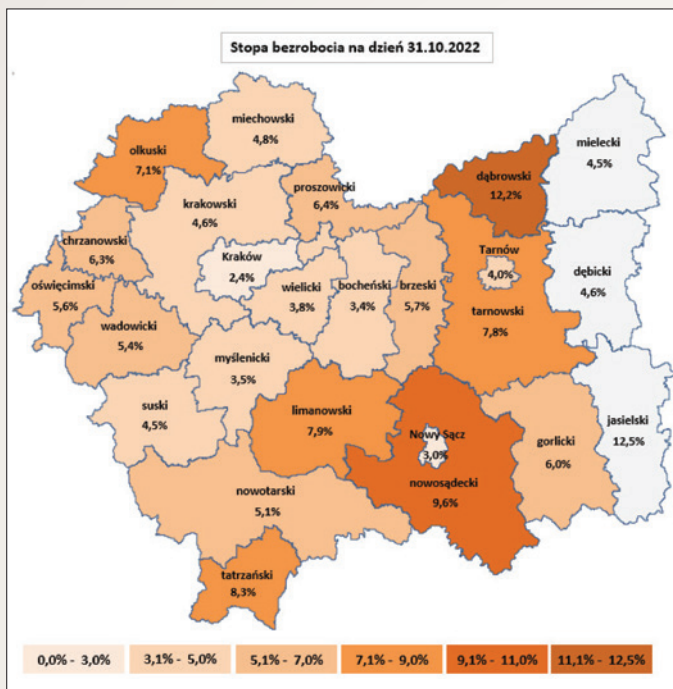 Stopa bezrobocia na dzień 31.10.2022
miechowski
4,8%
olkuski
7,1%
mielecki
4,5%
dąbrowski
12,2%
proszowicki
6,4%
krakowski
4,6%
chrzanowski
6,3%
Kraków
2,4%
Tarnów
4,0%
dębicki
4,6%
oświęcimski
5,6%
wielicki
3,8%
bocheński
3,4%
brzeski
5,7%
tarnowski
7,8%
wadowicki
5,4%
myślenicki
3,5%
suski
4,5%
limanowski
7,9%
Nowy Sącz
3,0%
gorlicki
6,0%
jasielski
12,5%
nowosądecki
9,6%
nowotarski
5,1%
tatrzański
8,3%
0,0% - 3,0% 3,1% - 5,0% 5,1% - 7,0% 7,1% - 9,0% 9,1% - 11,0% 11,1% - 12,5%